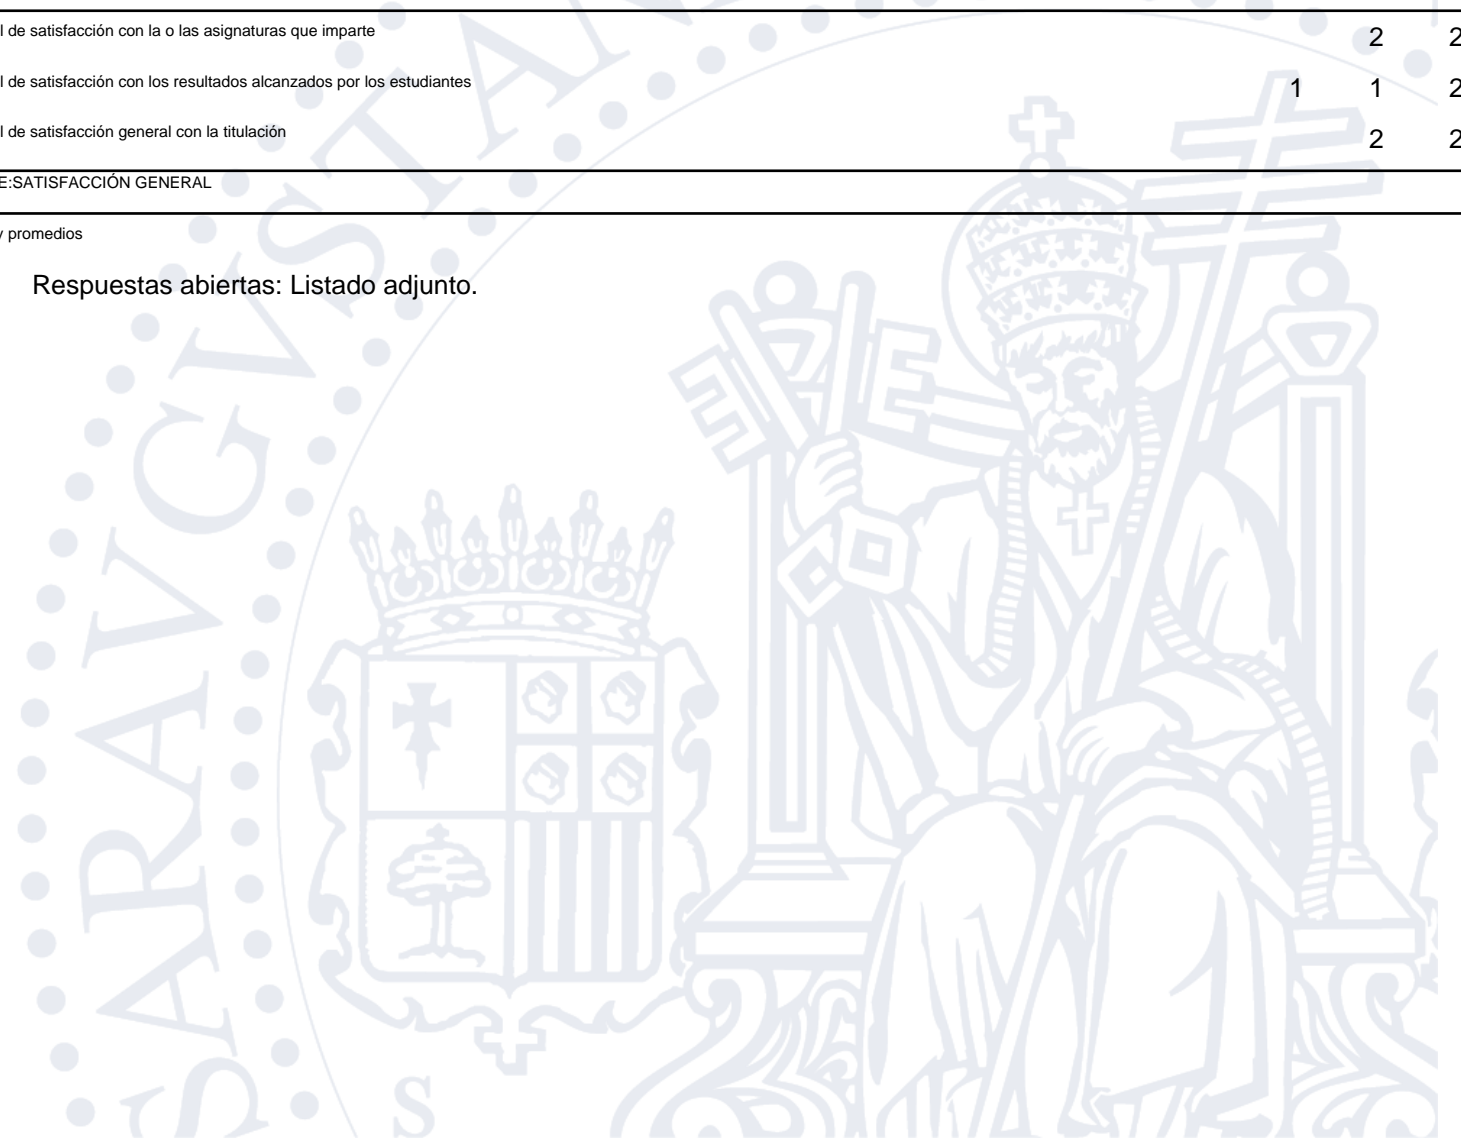 l de satisfacción con la o las asignaturas que imparte 2 2
l de satisfacción con los resultados alcanzados por los estudiantes 1 1 2
l de satisfacción general con la titulación 2 2
E:SATISFACCIÓN GENERAL
y promedios
Respuestas abiertas: Listado adjunto.
SARAVGVSTAN
S